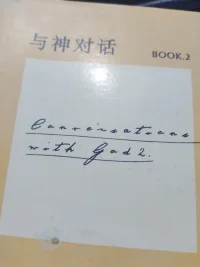 与神对话
BOOK.2
Conversations
with God 2.